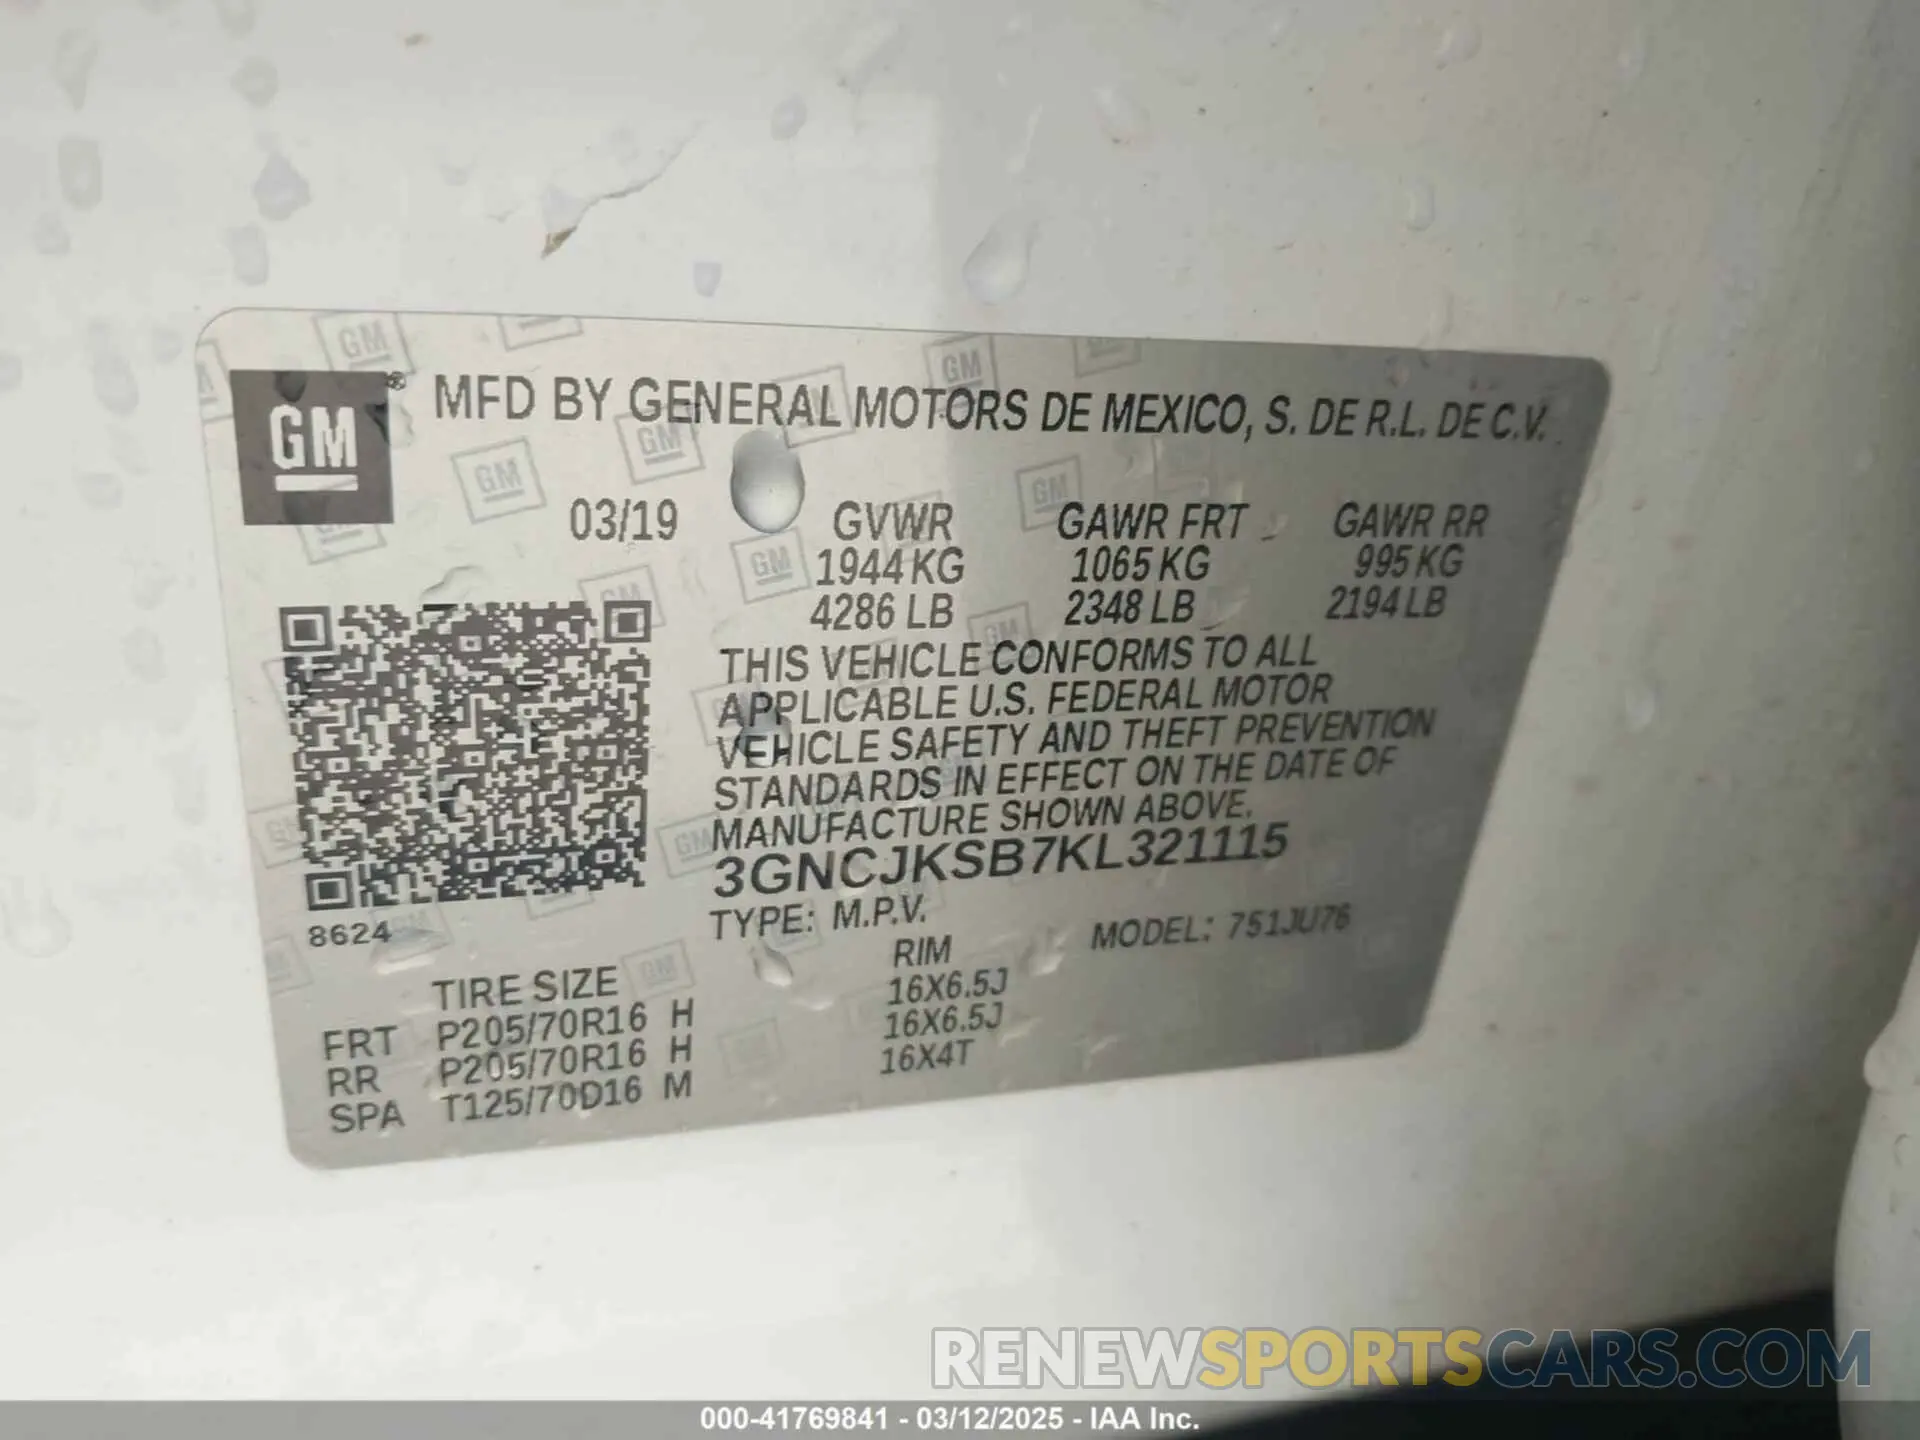 GM® MFD BY GENERAL MOTORS DE MEXICO, S. DE R.L. DE C.V.
03/19 GVWR GAWR FRT GAWR RR
1944 KG 1065 KG 995 KG
4286 LB 2348 LB 2194 LB
THIS VEHICLE CONFORMS TO ALL
APPLICABLE U.S. FEDERAL MOTOR
VEHICLE SAFETY AND THEFT PREVENTION
STANDARDS IN EFFECT ON THE DATE OF
MANUFACTURE SHOWN ABOVE.
3GNCJKSB7KL321115
8624 TYPE: M.P.V. MODEL: 751JU76
TIRE SIZE RIM
FRT P205/70R16 H 16X6.5J
RR P205/70R16 H 16X6.5J
SPA T125/70D16 M 16X4T
RENEWSPORTSCARS.COM
000-41769841 - 03/12/2025 - IAA Inc.